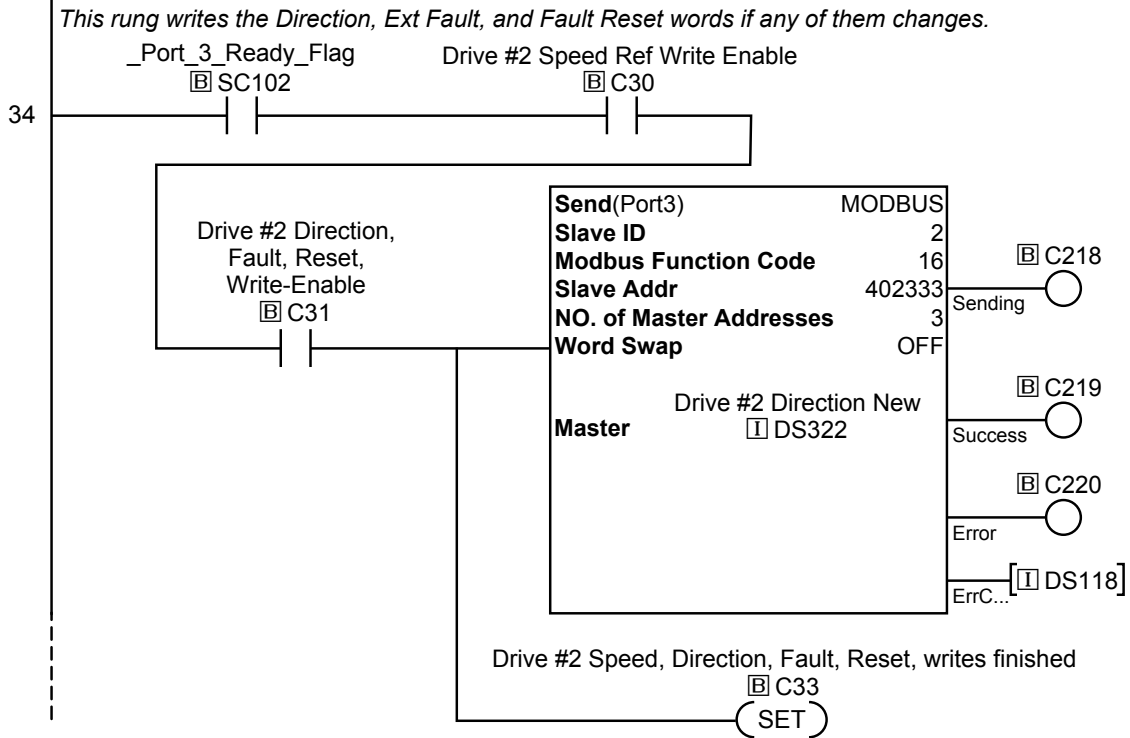 This rung writes the Direction, Ext Fault, and Fault Reset words if any of them changes.
_Port_3_Ready_Flag
B SC102
Drive #2 Speed Ref Write Enable
B C30
34
Drive #2 Direction,
Fault, Reset,
Write-Enable
B C31
Send(Port3) MODBUS
Slave ID 2
Modbus Function Code 16
Slave Addr 402333
NO. of Master Addresses 3
Word Swap OFF
Drive #2 Direction New
Master I DS322
B C218
Sending
B C219
Success
B C220
Error
I DS118
ErrC...
Drive #2 Speed, Direction, Fault, Reset, writes finished
B C33
SET